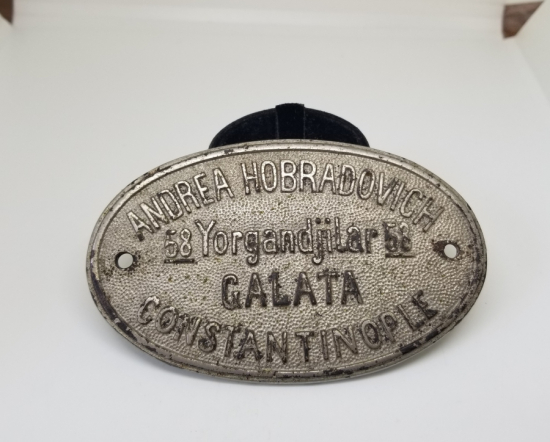 ANDREA HOBRADOVICH
58 Yorgandjilar 58
GALATA
CONSTANTINOPLE